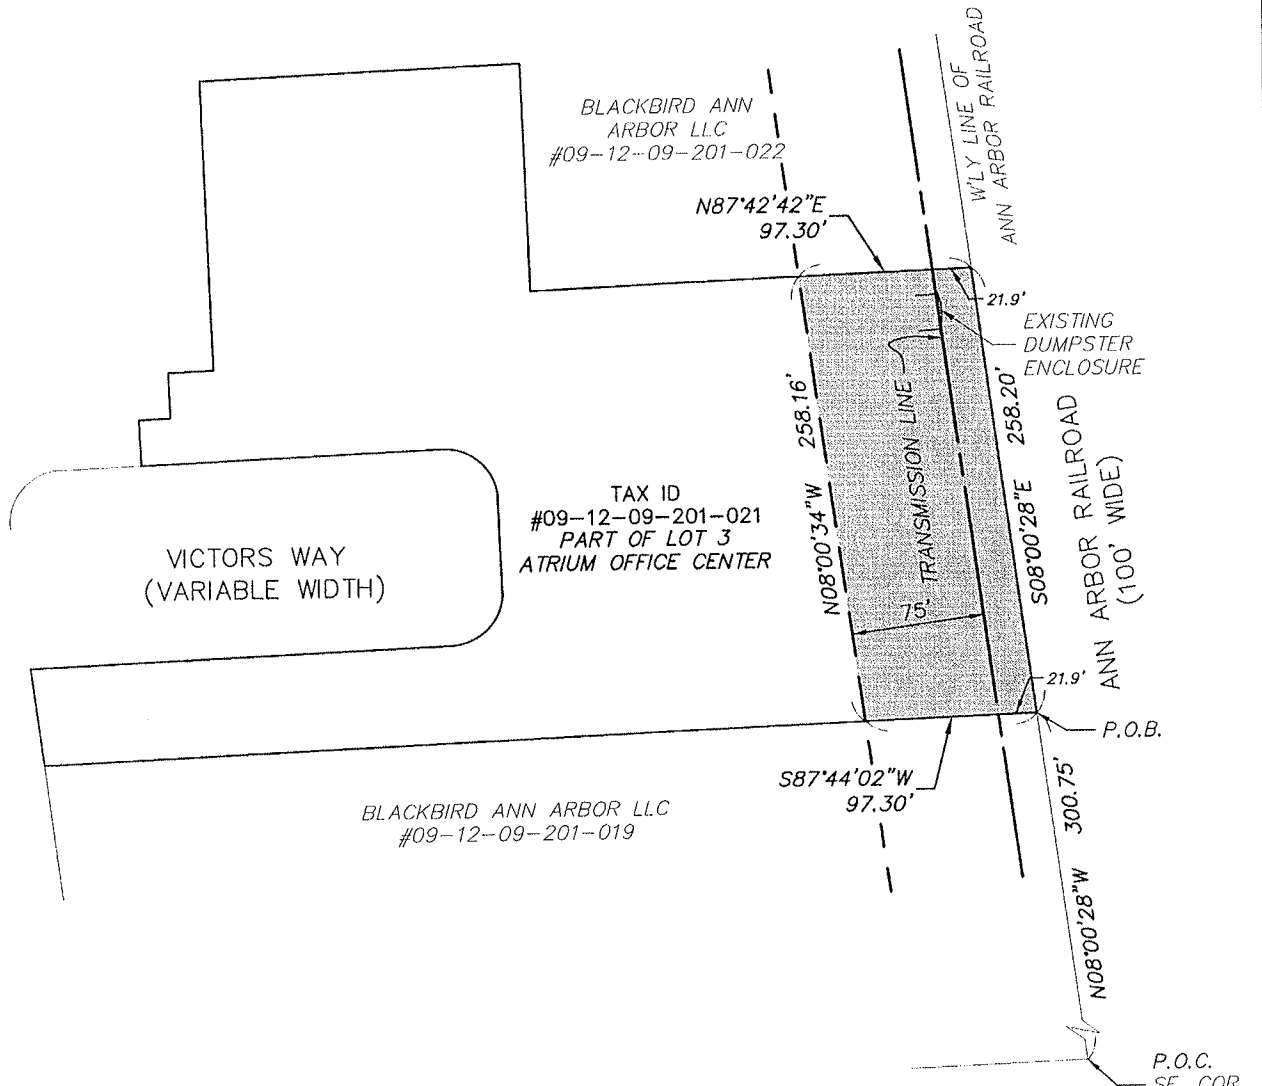 BLACKBIRD ANN
ARBOR LLC
#09-12-09-201-022
W'LY LINE OF
ANN ARBOR RAILROAD
N87°42'42"E
97.30'
21.9'
EXISTING
DUMPSTER
ENCLOSURE
N08°00'34"W 258.16'
TRANSMISSION LINE
S08°00'28"E 258.20'
ANN ARBOR RAILROAD
(100' WIDE)
TAX ID
#09-12-09-201-021
PART OF LOT 3
ATRIUM OFFICE CENTER
VICTORS WAY
(VARIABLE WIDTH)
75'
21.9'
P.O.B.
S87°44'02"W
97.30'
BLACKBIRD ANN ARBOR LLC
#09-12-09-201-019
N08°00'28"W 300.75'
P.O.C.
SE. COR